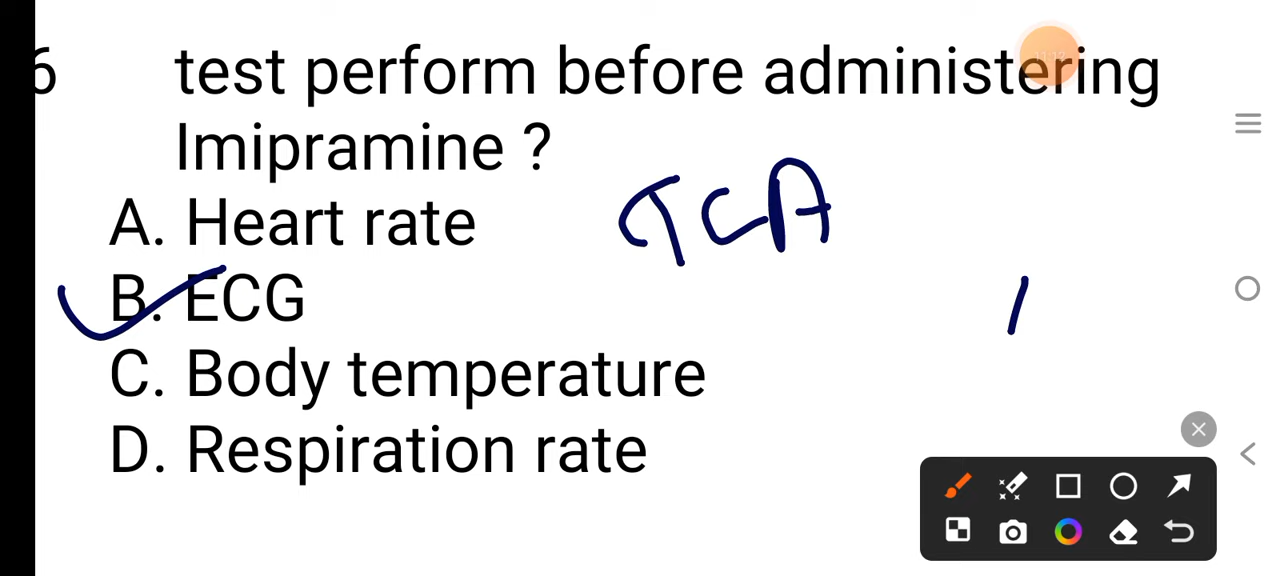 6 test perform before administering
Imipramine ?
A. Heart rate
TCA
B. ECG
C. Body temperature
D. Respiration rate